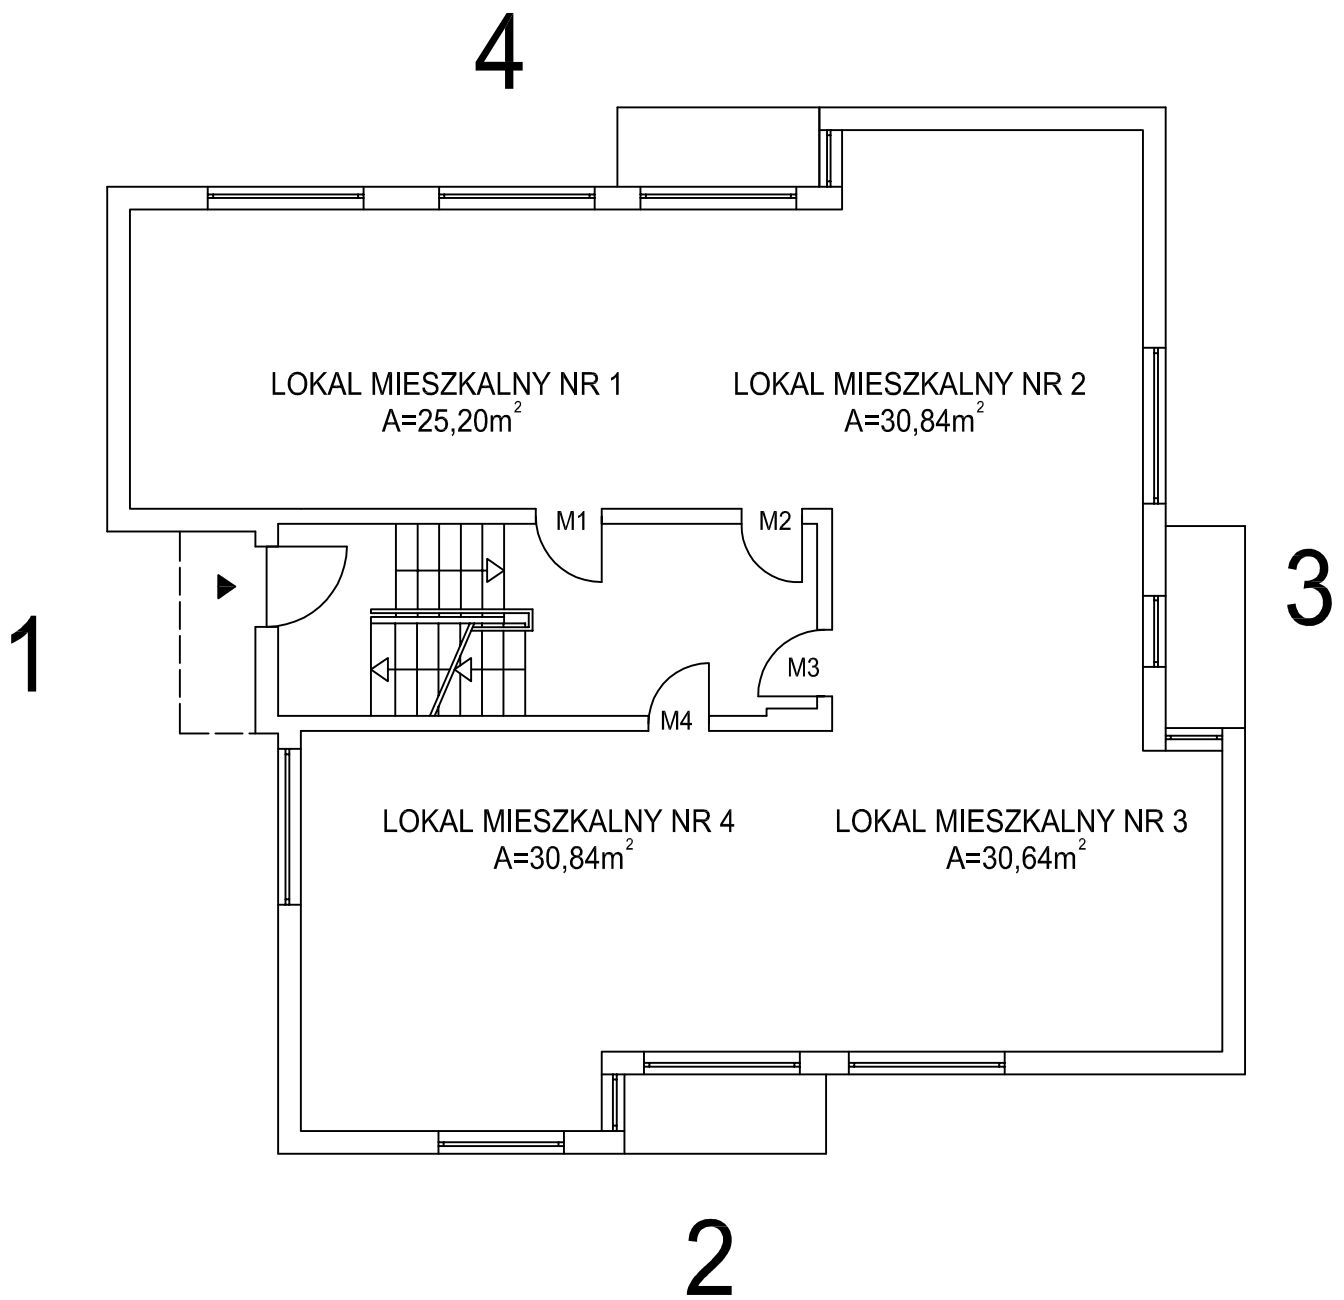 4
LOKAL MIESZKALNY NR 1
A=25,20m²
LOKAL MIESZKALNY NR 2
A=30,84m²
M1
M2
3
1
M3
M4
LOKAL MIESZKALNY NR 4
A=30,84m²
LOKAL MIESZKALNY NR 3
A=30,64m²
2